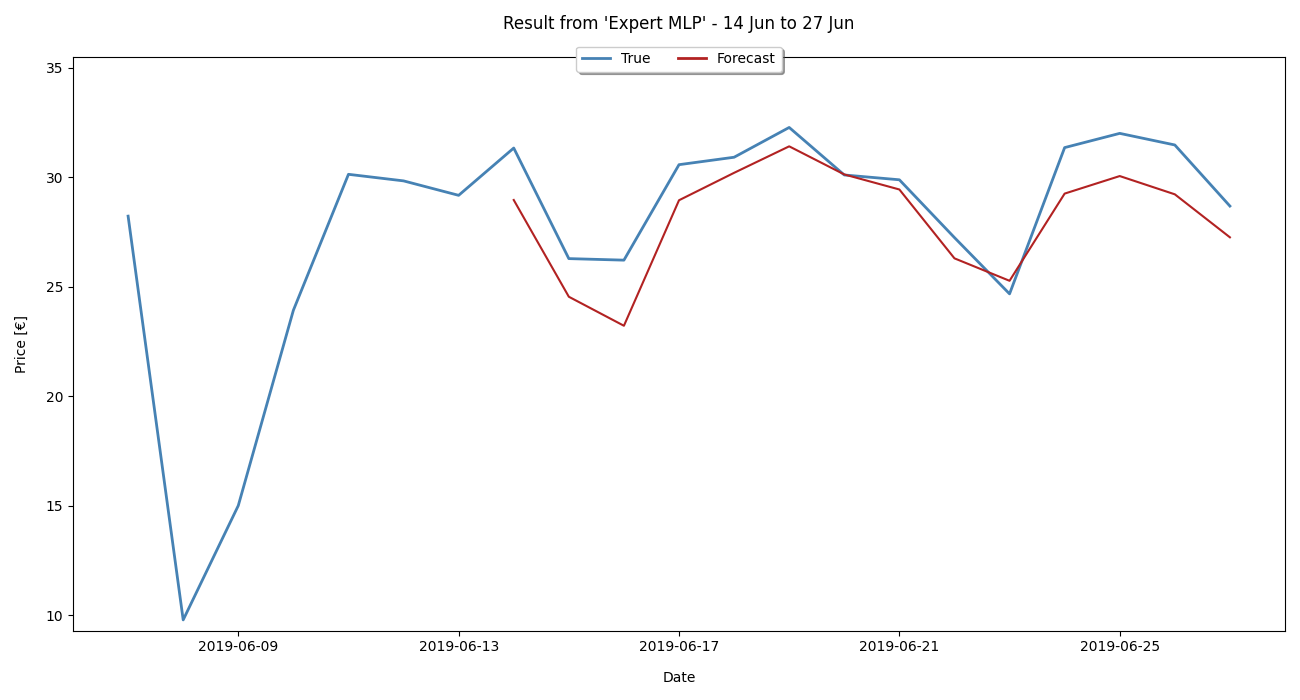 Result from 'Expert MLP' - 14 Jun to 27 Jun
True Forecast
35
30
25
20
15
10
Price [€]
2019-06-09 2019-06-13 2019-06-17 2019-06-21 2019-06-25
Date